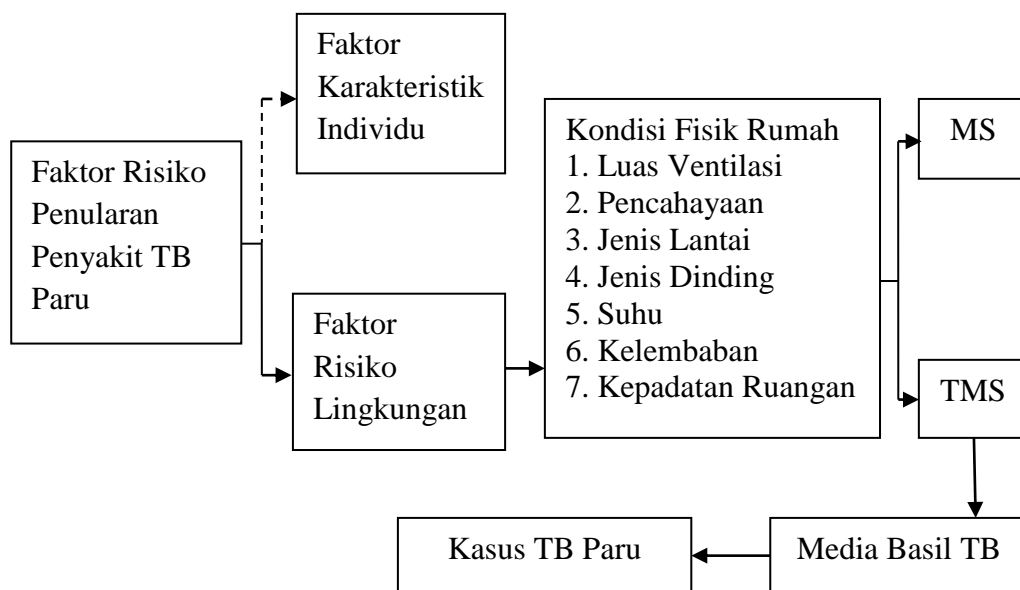 Faktor Risiko
Penularan
Penyakit TB
Paru
Faktor
Karakteristik
Individu
Faktor
Risiko
Lingkungan
Kondisi Fisik Rumah
1. Luas Ventilasi
2. Pencahayaan
3. Jenis Lantai
4. Jenis Dinding
5. Suhu
6. Kelembaban
7. Kepadatan Ruangan
MS
TMS
Media Basil TB
Kasus TB Paru